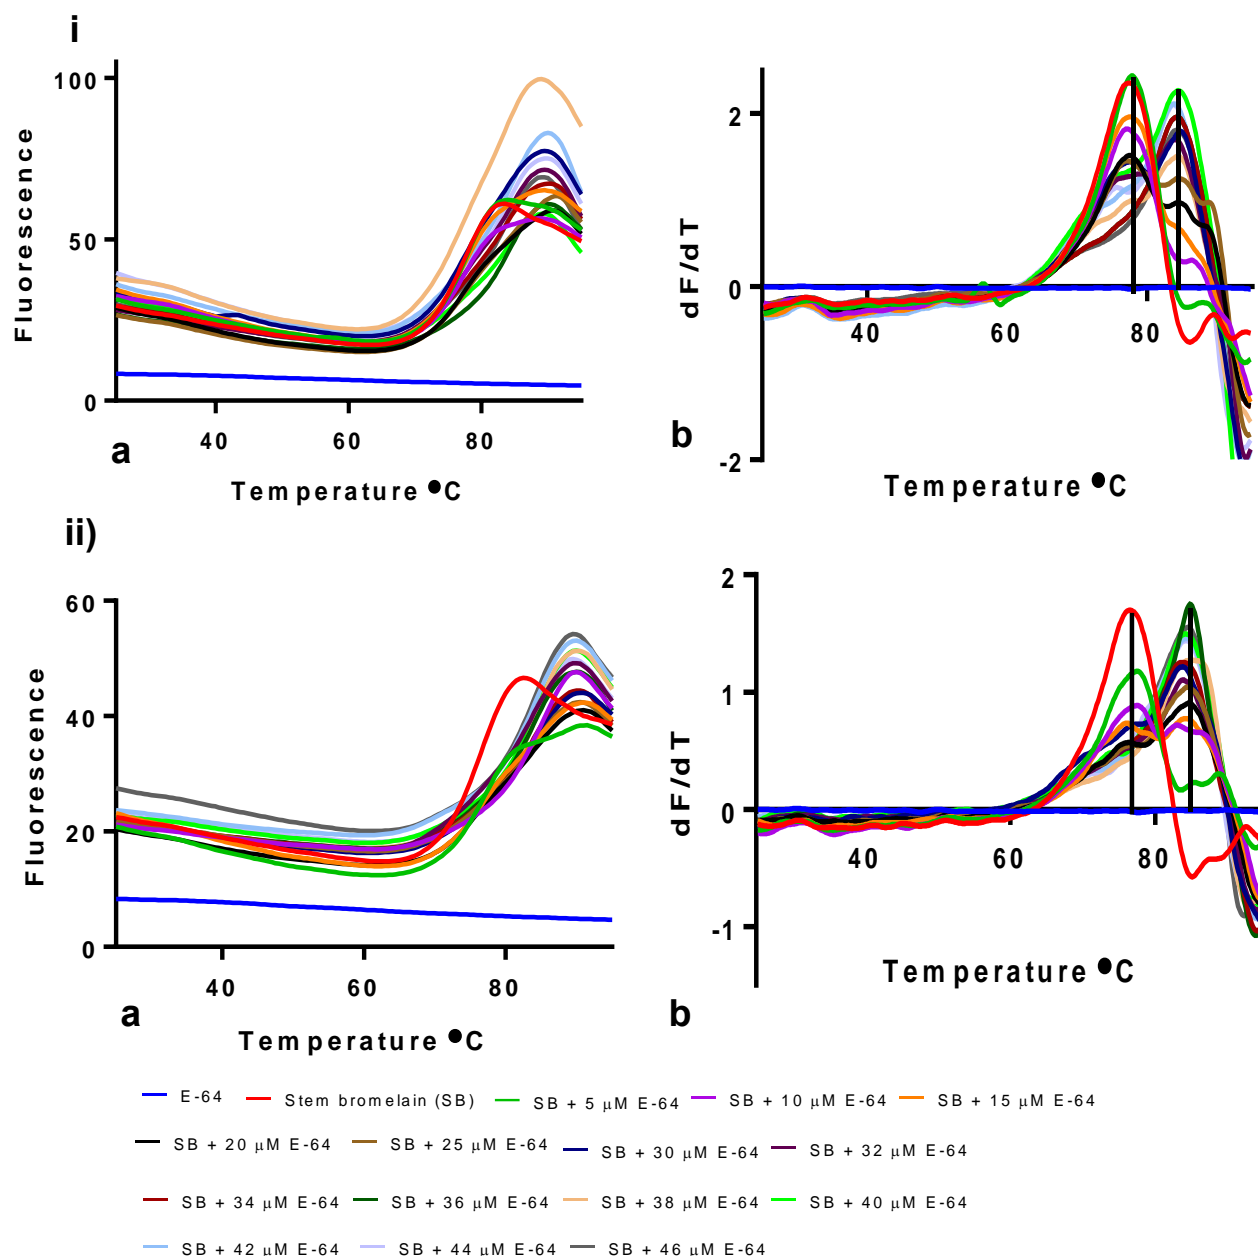 i
Fluorescence
100
50
0
40 60 80
a
Temperature ●C
dF/dT
2
0
-2
40 60 80
b
Temperature ●C
ii)
Fluorescence
60
40
20
0
40 60 80
a
Temperature ●C
dF/dT
2
1
0
-1
40 60 80
b
Temperature ●C
E-64 Stem bromelain (SB) SB + 5 μM E-64 SB + 10 μM E-64 SB + 15 μM E-64
SB + 20 μM E-64 SB + 25 μM E-64 SB + 30 μM E-64 SB + 32 μM E-64
SB + 34 μM E-64 SB + 36 μM E-64 SB + 38 μM E-64 SB + 40 μM E-64
SB + 42 μM E-64 SB + 44 μM E-64 SB + 46 μM E-64